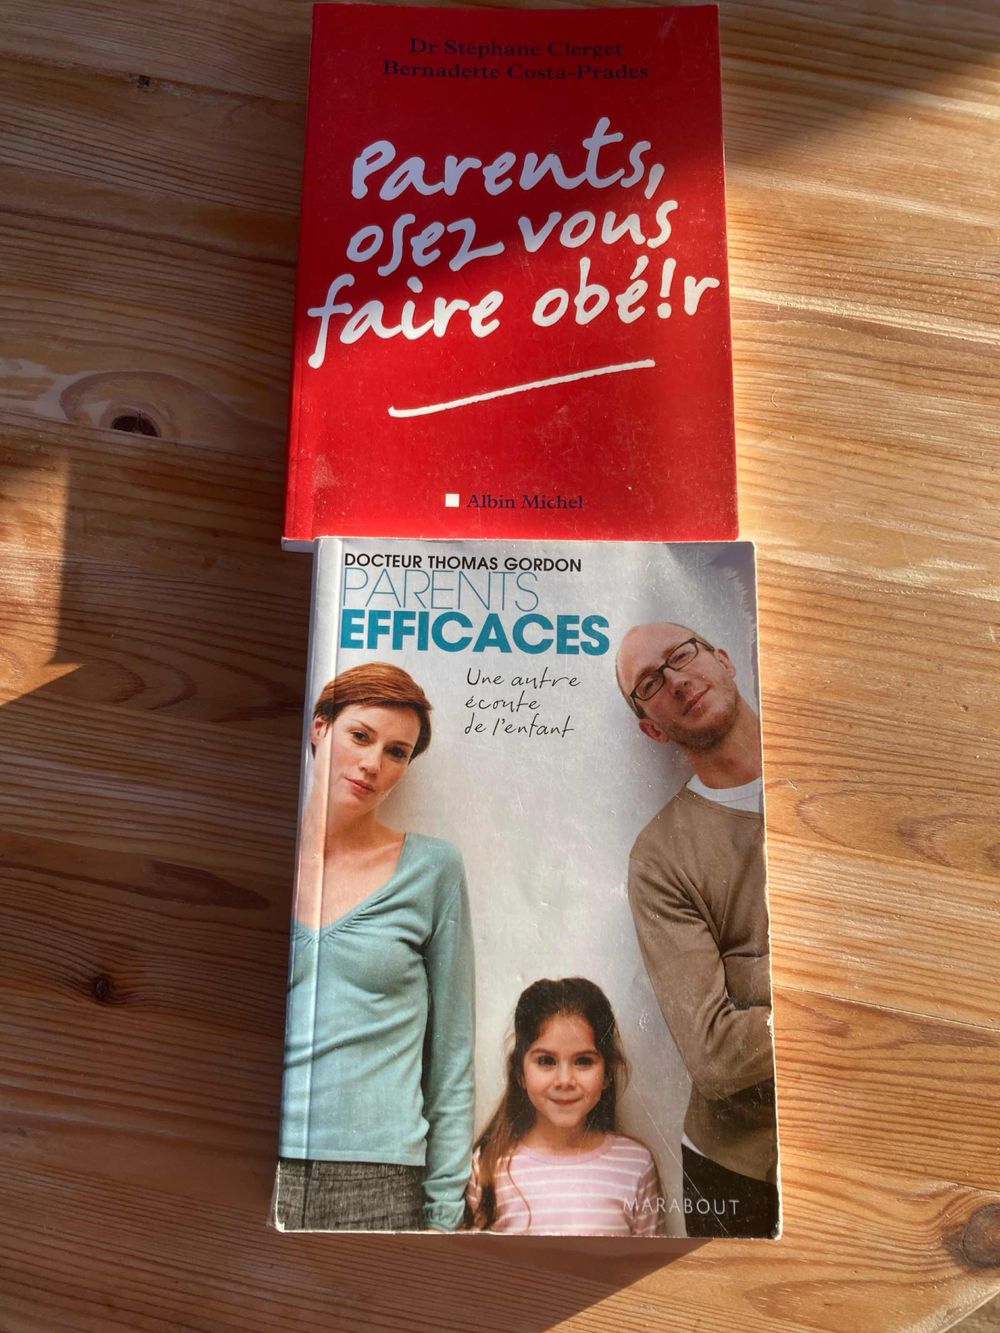 Dr Stéphane Clerget
Bernadette Costa-Prades
Parents,
osez vous
faire obé!r
Albin Michel
DOCTEUR THOMAS GORDON
PARENTS
EFFICACES
Une autre
écoute
de l'enfant
MARABOUT